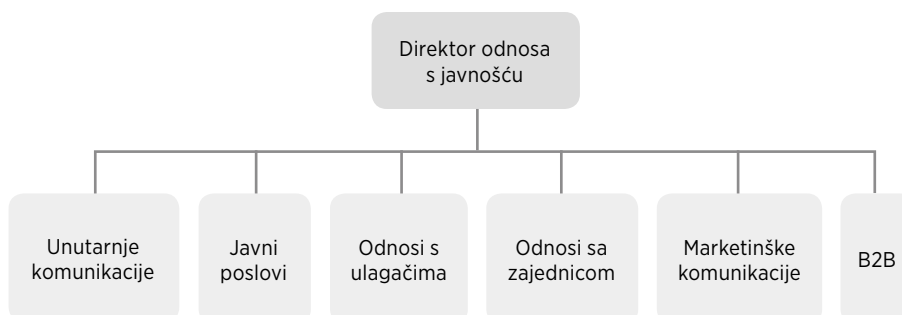 Direktor odnosa
s javnošću
Unutarnje
komunikacije
Javni
poslovi
Odnosi s
ulagačima
Odnosi sa
zajednicom
Marketinške
komunikacije
B2B